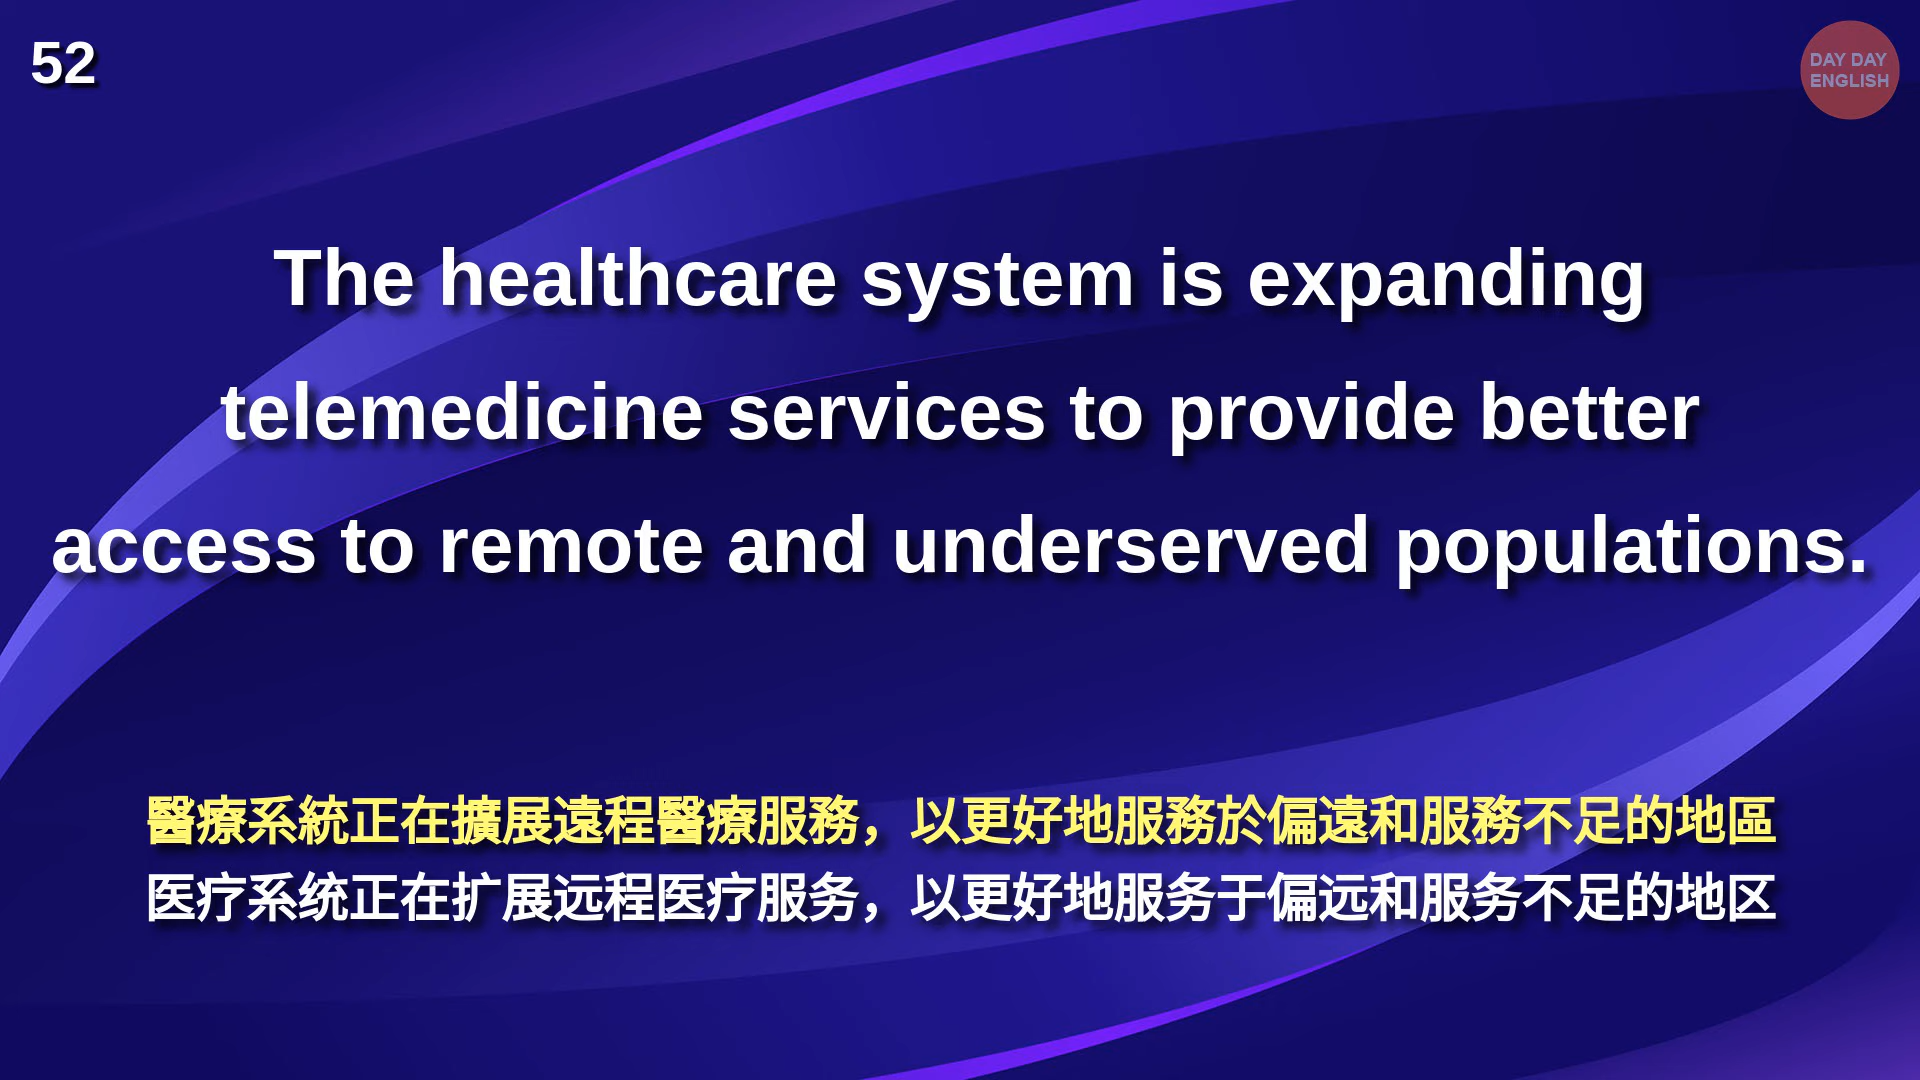 52
DAY DAY
ENGLISH
The healthcare system is expanding
telemedicine services to provide better
access to remote and underserved populations.
醫療系統正在擴展遠程醫療服務，以更好地服務於偏遠和服務不足的地區
医疗系统正在扩展远程医疗服务，以更好地服务于偏远和服务不足的地区